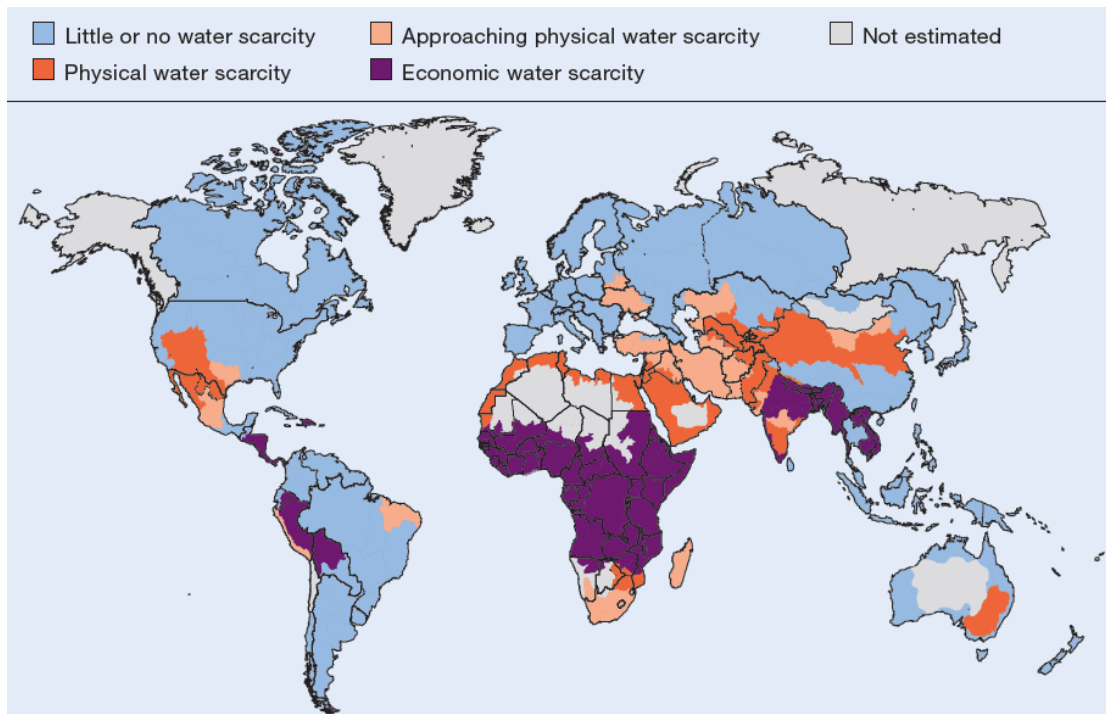 Little or no water scarcity
Approaching physical water scarcity
Not estimated
Physical water scarcity
Economic water scarcity